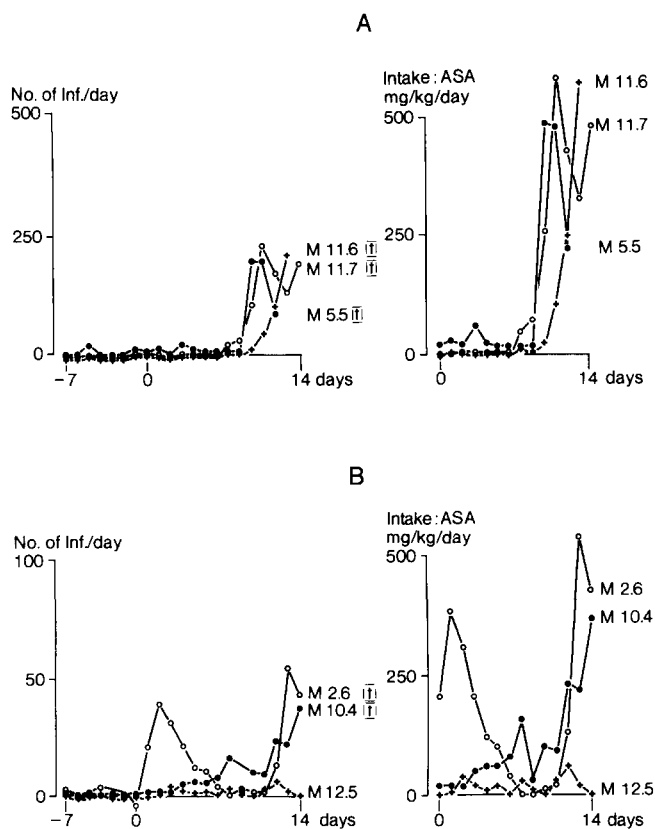 A
No. of Inf./day
500
250
0
-7
0
14 days
M 11.6 [†]
M 11.7 [†]
M 5.5 [†]
Intake: ASA
mg/kg/day
500
250
0
0
14 days
M 11.6
M 11.7
M 5.5
B
No. of Inf./day
100
50
0
-7
0
14 days
M 2.6 [†]
M 10.4 [†]
M 12.5
Intake: ASA
mg/kg/day
500
250
0
0
14 days
M 2.6
M 10.4
M 12.5